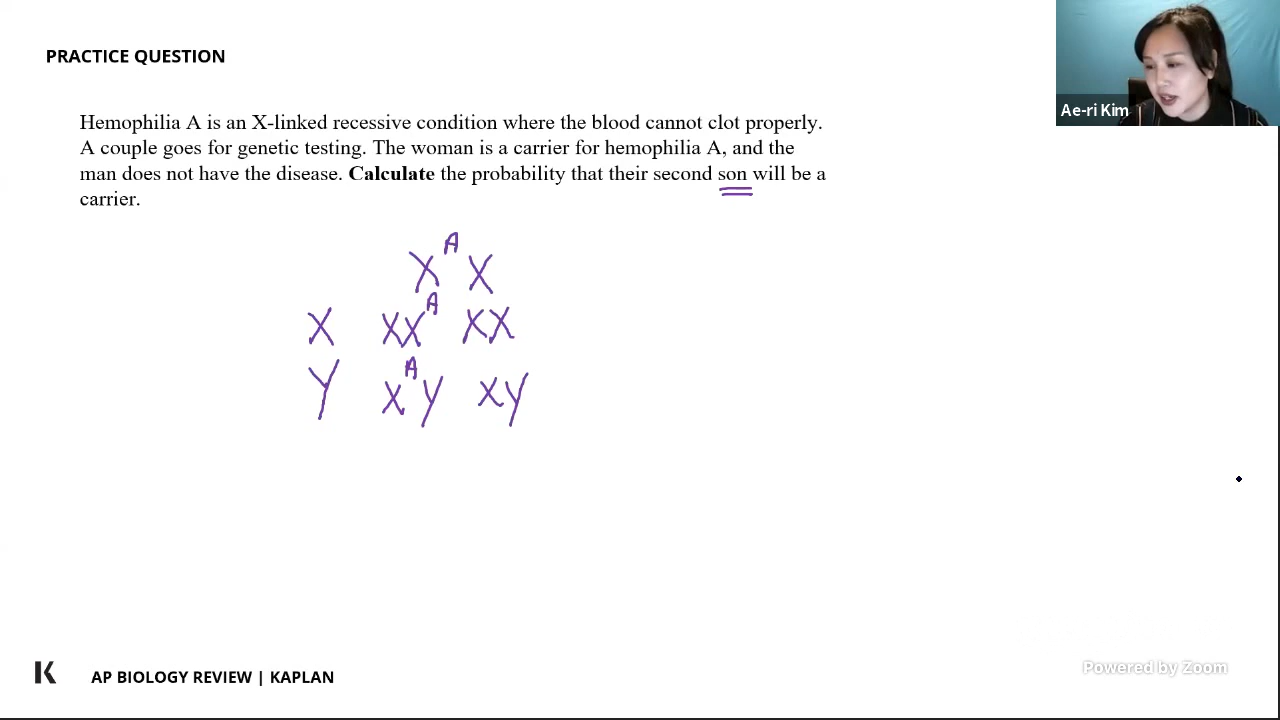 PRACTICE QUESTION
Ae-ri Kim
Hemophilia A is an X-linked recessive condition where the blood cannot clot properly.
A couple goes for genetic testing. The woman is a carrier for hemophilia A, and the
man does not have the disease. Calculate the probability that their second son will be a
carrier.
X^A X
X XX^A XX
Y X^A Y XY
K AP BIOLOGY REVIEW | KAPLAN
Powered by Zoom